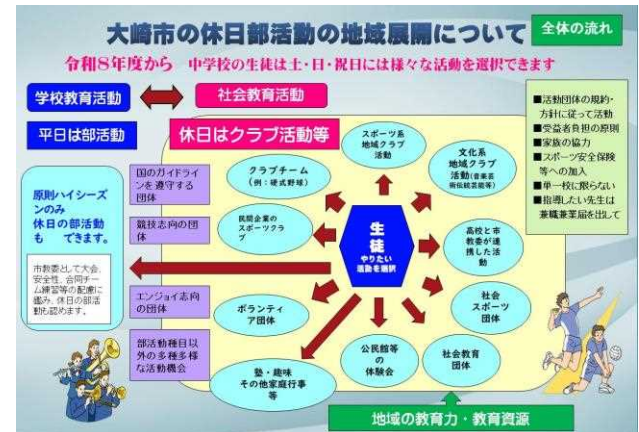 大崎市の休日部活動の地域展開について
全体の流れ
令和8年度から 中学校の生徒は土・日・祝日には様々な活動を選択できます
学校教育活動
社会教育活動
平日は部活動
休日はクラブ活動等
原則ハイシーズ
ンのみ
休日の部活動
も できます。
市教委として大会、
安全性、合同チー
ム練習等の配慮に
鑑み、休日の部活
動も認めます。
国のガイドライ
ンを遵守する
団体
競技志向の団
体
エンジョイ志向
の団体
部活動種目以
外の多種多様
な活動機会
クラブチーム
(例:硬式野球)
スポーツ系
地域クラブ
活動
文化系
地域クラブ
活動(音楽芸
術伝統芸能等)
民間企業の
スポーツクラ
ブ
生徒
やりたい
活動を選択
高校と市
教委が連
携した活
動
ボランティ
ア団体
社会
スポーツ
団体
塾・趣味
その他家庭行事
等
公民館等
の
体験会
社会教育
団体
■活動団体の規約・
方針に従って活動
■受益者負担の原則
■家族の協力
■スポーツ安全保険
等への加入
■単一校に限らない
■指導したい先生は
兼職兼業届を出して
地域の教育力・教育資源